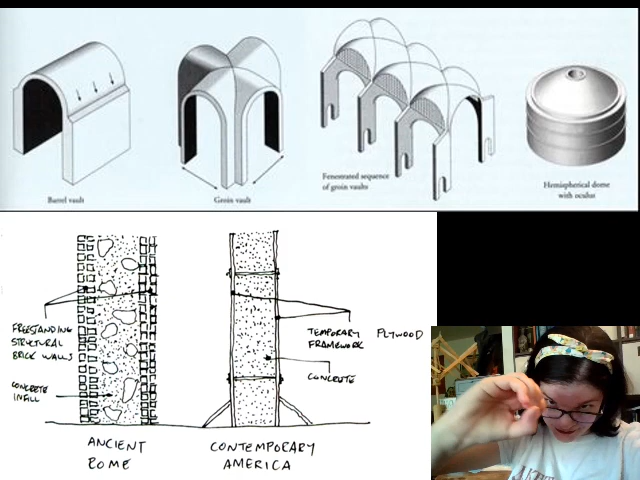 Barrel vault
Groin vault
Fenestrated sequence
of groin vaults
Hemispherical dome
with oculus
FREESTANDING
STRUCTURAL
BRICK WALLS
CONCRETE
INFILL
TEMPORARY PLYWOOD
FRAMEWORK
CONCRETE
ANCIENT
ROME
CONTEMPORARY
AMERICA